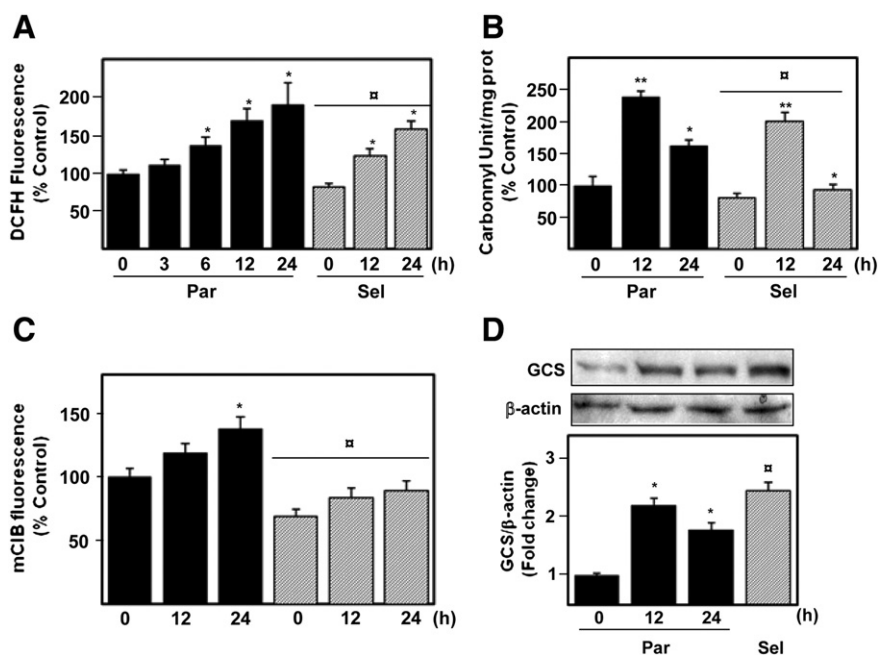 A
DCFH Fluorescence
(% Control)
200
150
100
50
* * * ¤ * *
0 3 6 12 24 0 12 24 (h)
Par Sel
B
Carbonnyl Unit/mg prot
(% Control)
250
200
150
100
50
** * ¤ ** *
0 12 24 0 12 24 (h)
Par Sel
C
mClB fluorescence
(% Control)
150
100
50
* ¤
0 12 24 0 12 24 (h)
D
GCS
β-actin
GCS/β-actin
(Fold change)
3
2
1
* * ¤
0 12 24 (h)
Par Sel